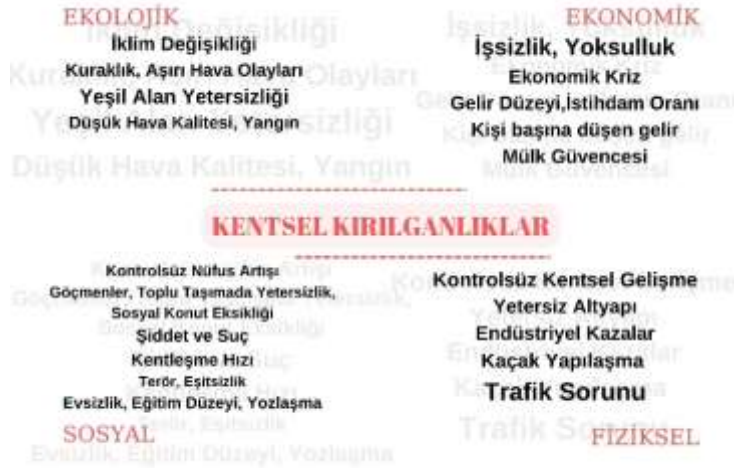 EKOLOJİK
İklim Değişikliği
Kuraklık, Aşırı Hava Olayları
Yeşil Alan Yetersizliği
Düşük Hava Kalitesi, Yangın
EKONOMİK
İşsizlik, Yoksulluk
Ekonomik Kriz
Gelir Düzeyi,İstihdam Oranı
Kişi başına düşen gelir
Mülk Güvencesi
KENTSEL KIRILGANLIKLAR
Kontrolsüz Nüfus Artışı
Göçmenler, Toplu Taşımada Yetersizlik,
Sosyal Konut Eksikliği
Şiddet ve Suç
Kentleşme Hızı
Terör, Eşitsizlik
Evsizlik, Eğitim Düzeyi, Yozlaşma
SOSYAL
Kontrolsüz Kentsel Gelişme
Yetersiz Altyapı
Endüstriyel Kazalar
Kaçak Yapılaşma
Trafik Sorunu
FİZİKSEL